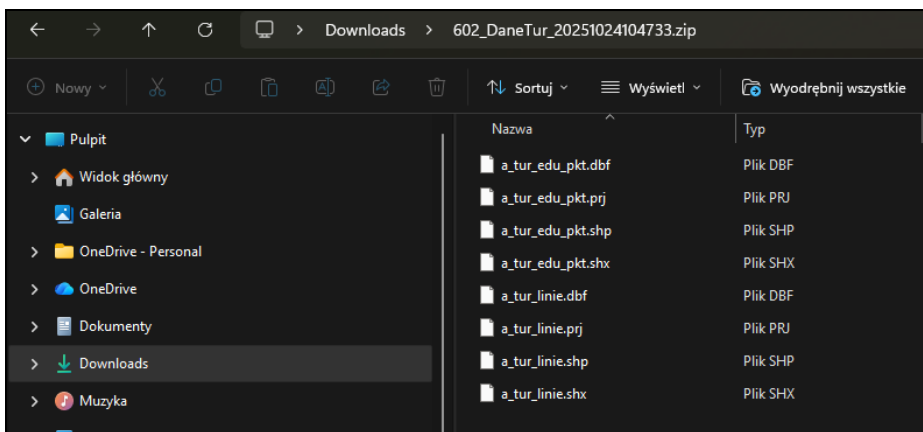 Downloads > 602_DaneTur_20251024104733.zip
Nowy Sortuj Wyświetl Wyodrębnij wszystkie
Pulpit
Widok główny
Galeria
OneDrive - Personal
OneDrive
Dokumenty
Downloads
Muzyka
Nazwa Typ
a_tur_edu_pkt.dbf Plik DBF
a_tur_edu_pkt.prj Plik PRJ
a_tur_edu_pkt.shp Plik SHP
a_tur_edu_pkt.shx Plik SHX
a_tur_linie.dbf Plik DBF
a_tur_linie.prj Plik PRJ
a_tur_linie.shp Plik SHP
a_tur_linie.shx Plik SHX